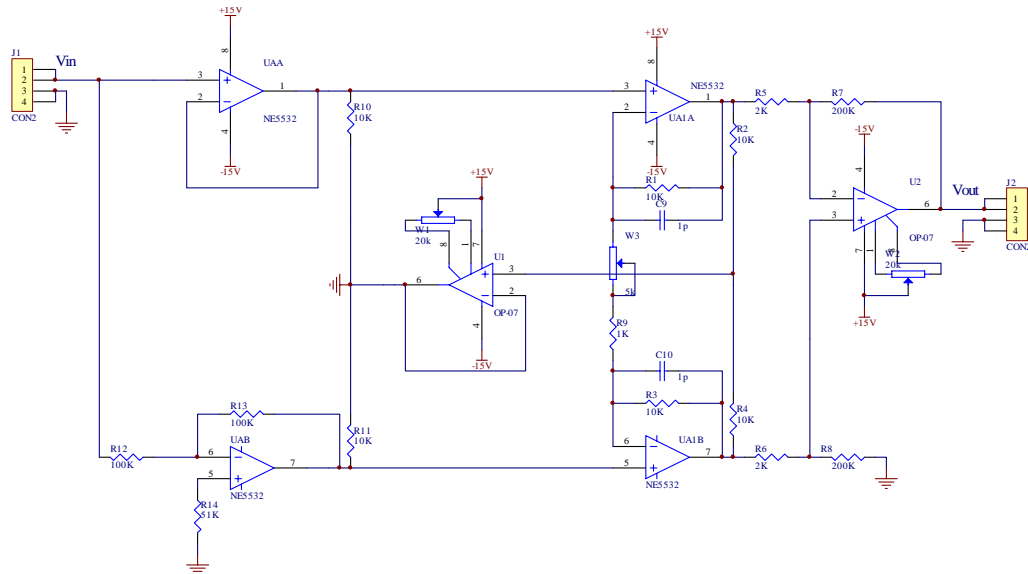 J1
Vin
1
2
3
4
CON2
+15V
8
UAA
3
2
1
NE5532
4
-15V
R10
10K
+15V
8
NE5532
3
2
1
UA1A
4
-15V
R1
10K
C9
1p
R2
10K
R5
2K
R7
200K
-15V
4
U2
2
3
6
OP-07
7
1
8
W2
20k
+15V
Vout
J2
1
2
3
4
CON2
+15V
W1
20k
8
1
7
U1
6
3
2
OP-07
4
-15V
W3
5k
R9
1K
C10
1p
R3
10K
R4
10K
R13
100K
R12
100K
UAB
6
5
7
NE5532
R14
51K
R11
10K
6
5
UA1B
7
NE5532
R6
2K
R8
200K